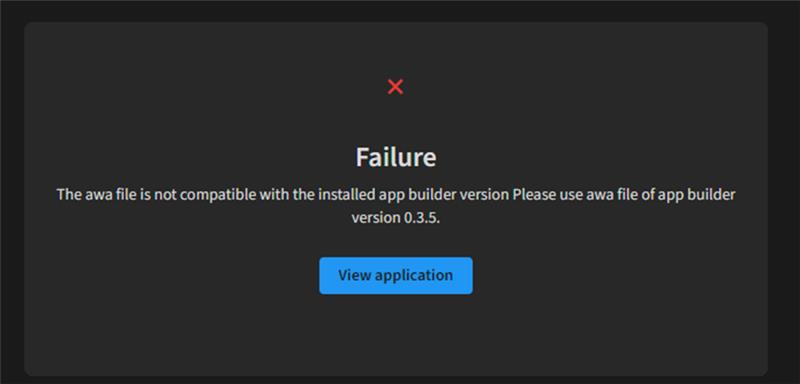 Failure
The awa file is not compatible with the installed app builder version Please use awa file of app builder
version 0.3.5.
View application